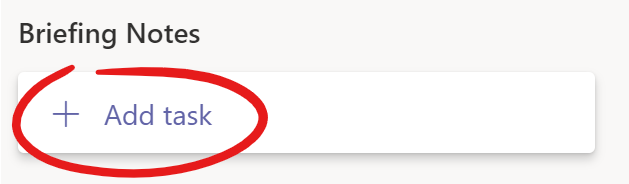 Briefing Notes
+ Add task